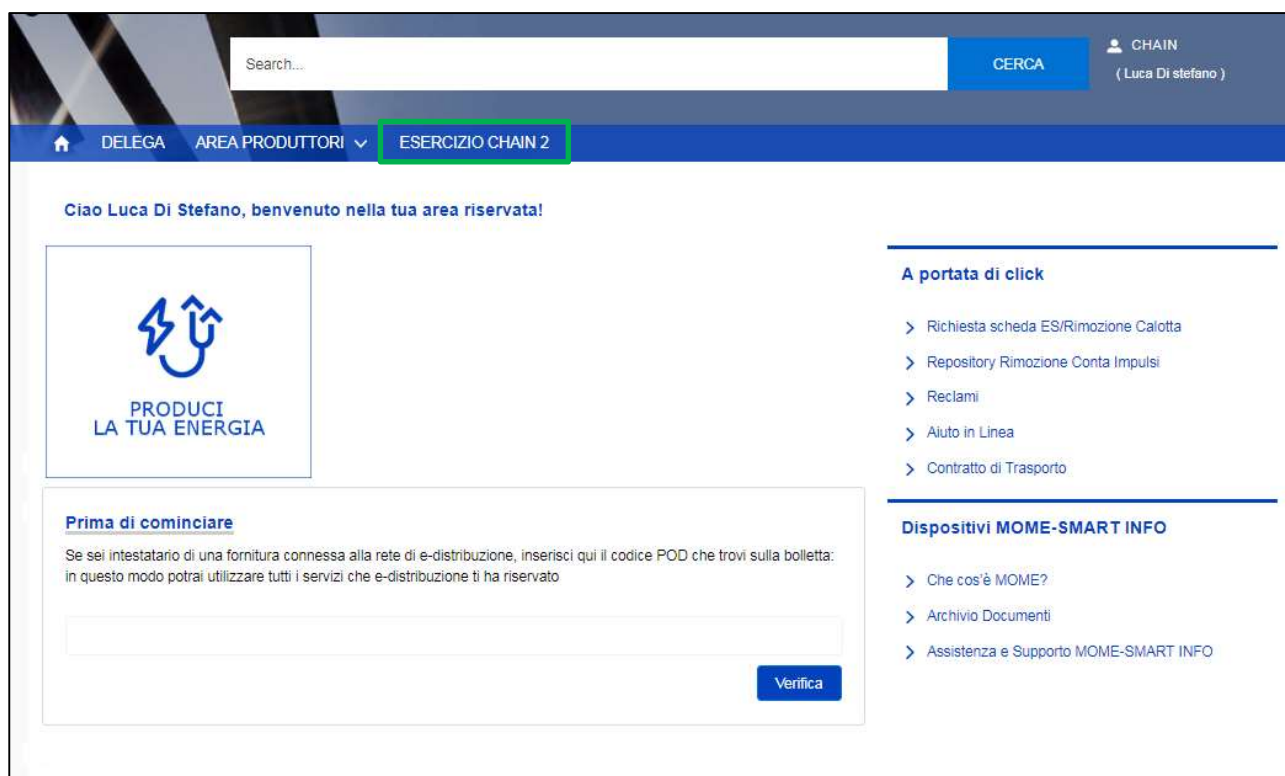 Search...
CERCA
CHAIN
( Luca Di stefano )
DELEGA
AREA PRODUTTORI
ESERCIZIO CHAIN 2
Ciao Luca Di Stefano, benvenuto nella tua area riservata!
PRODUCI
LA TUA ENERGIA
Prima di cominciare
Se sei intestatario di una fornitura connessa alla rete di e-distribuzione, inserisci qui il codice POD che trovi sulla bolletta:
in questo modo potrai utilizzare tutti i servizi che e-distribuzione ti ha riservato
Verifica
A portata di click
Richiesta scheda ES/Rimozione Calotta
Repository Rimozione Conta Impulsi
Reclami
Aiuto in Linea
Contratto di Trasporto
Dispositivi MOME-SMART INFO
Che cos'è MOME?
Archivio Documenti
Assistenza e Supporto MOME-SMART INFO